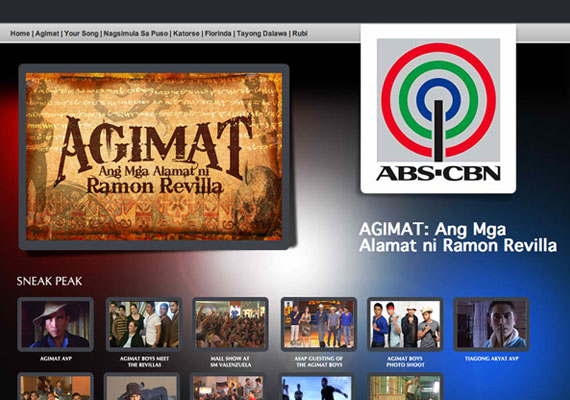 Home | Agimat | Your Song | Nagsimula Sa Puso | Katorse | Florinda | Tayong Dalawa | Rubi
AGIMAT
Ang Mga Alamat ni
Ramon Revilla
ABS-CBN
AGIMAT: Ang Mga
Alamat ni Ramon Revilla
SNEAK PEAK
AGIMAT AVP
AGIMAT BOYS MEET
THE REVILLAS
MALL SHOW AT
SM VALENZUELA
ASAP GUESTING OF
THE AGIMAT BOYS
AGIMAT BOYS
PHOTO SHOOT
TIAGONG AKYAT AVP